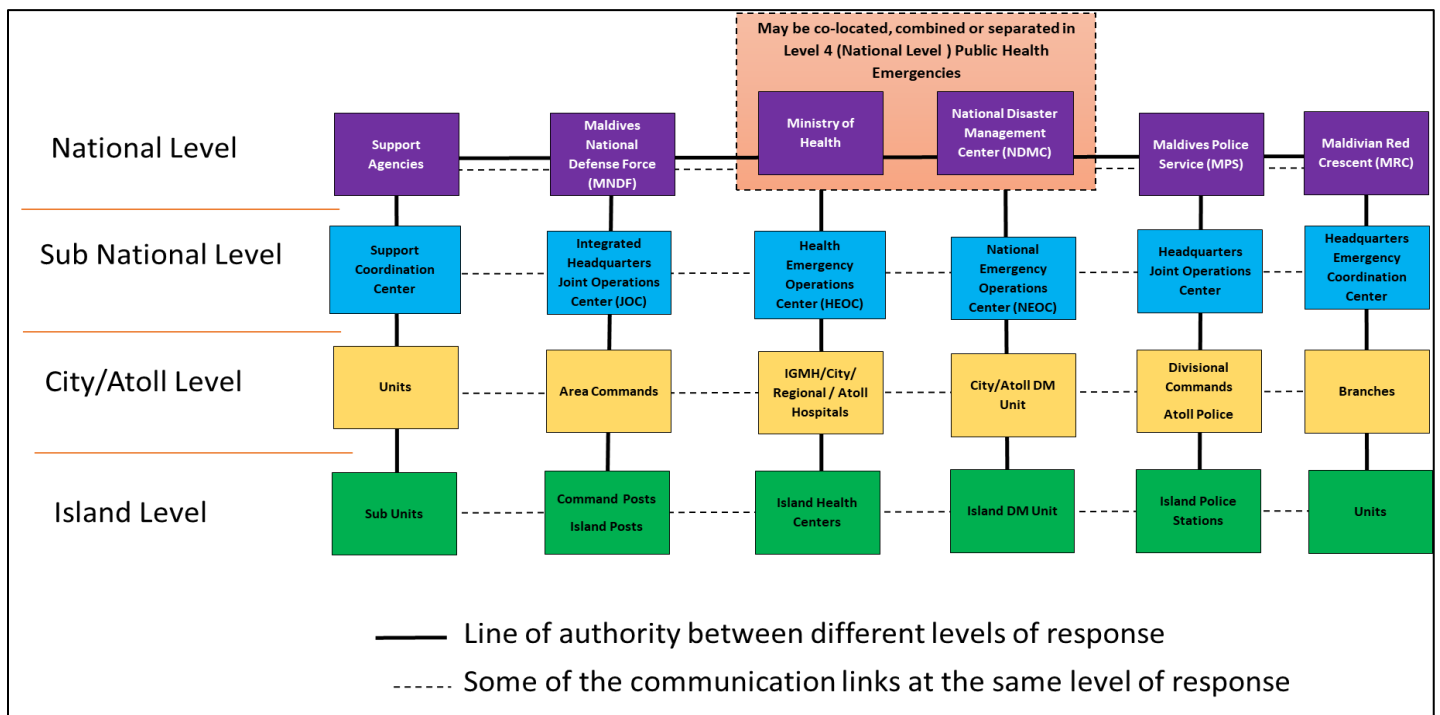 May be co-located, combined or separated in
Level 4 (National Level ) Public Health
Emergencies
National Level
Support
Agencies
Maldives
National
Defense Force
(MNDF)
Ministry of
Health
National Disaster
Management
Center (NDMC)
Maldives Police
Service (MPS)
Maldivian Red
Crescent (MRC)
Sub National Level
Support
Coordination
Center
Integrated
Headquarters
Joint Operations
Center (JOC)
Health
Emergency
Operations
Center (HEOC)
National
Emergency
Operations
Center (NEOC)
Headquarters
Joint Operations
Center
Headquarters
Emergency
Coordination
Center
City/Atoll Level
Units
Area Commands
IGMH/City/
Regional / Atoll
Hospitals
City/Atoll DM
Unit
Divisional
Commands
Atoll Police
Branches
Island Level
Sub Units
Command Posts
Island Posts
Island Health
Centers
Island DM Unit
Island Police
Stations
Units
Line of authority between different levels of response
Some of the communication links at the same level of response